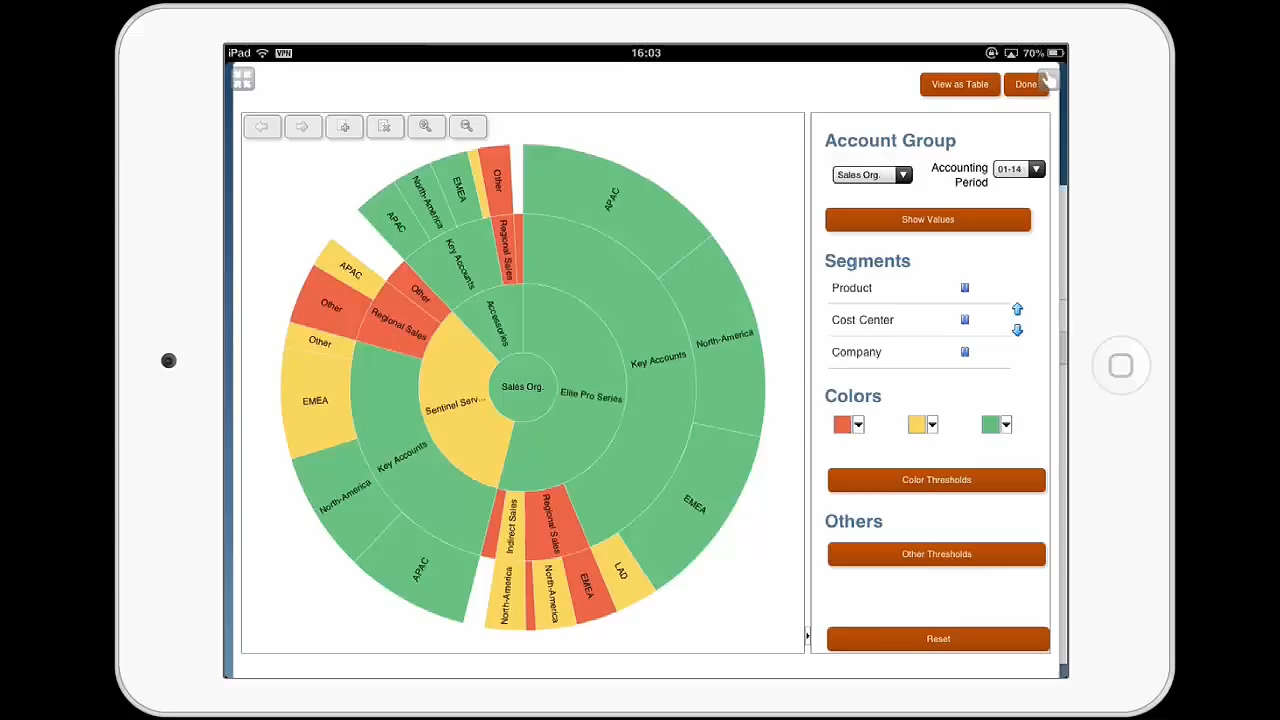 iPad VPN 16:03 70%
View as Table Done
Account Group
Sales Org.
Accounting
Period
01-14
Show Values
Segments
Product
Cost Center
Company
Colors
Color Thresholds
Others
Other Thresholds
Reset
Sales Org.
Elite Pro Series
Sentinel Serv...
Accessories
Key Accounts
APAC
North-America
EMEA
LAD
Regional Sales
EMEA
North-America
Indirect Sales
North-America
Key Accounts
APAC
North-America
EMEA
Other
Regional Sales
Other
APAC
Other
Key Accounts
APAC
North-America
EMEA
Regional Sales
Other